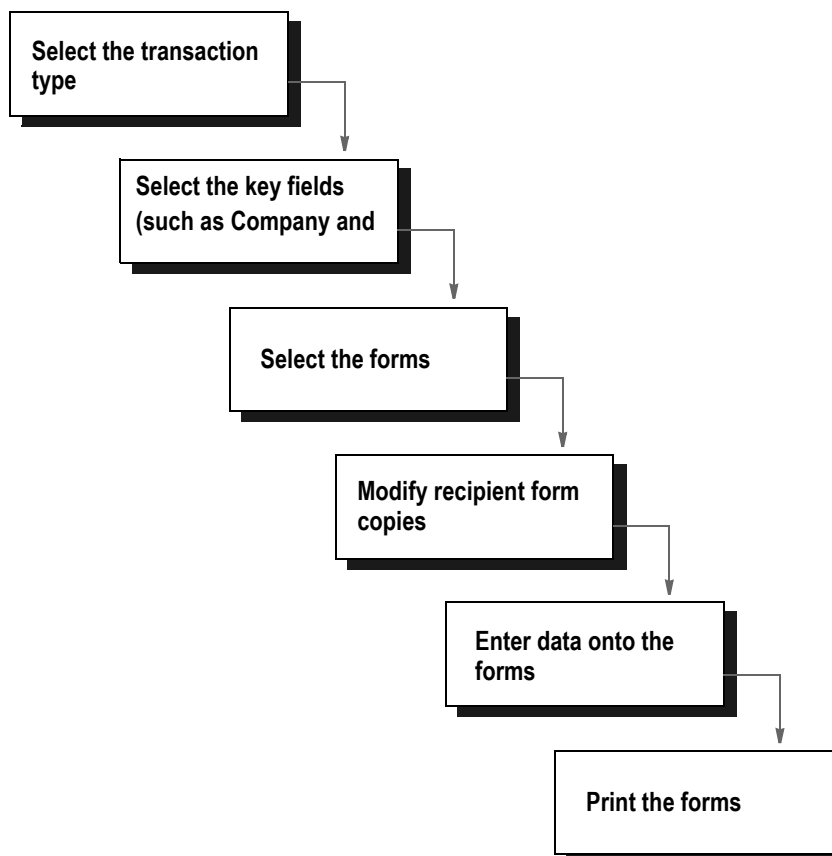 Select the transaction
type
Select the key fields
(such as Company and
Select the forms
Modify recipient form
copies
Enter data onto the
forms
Print the forms